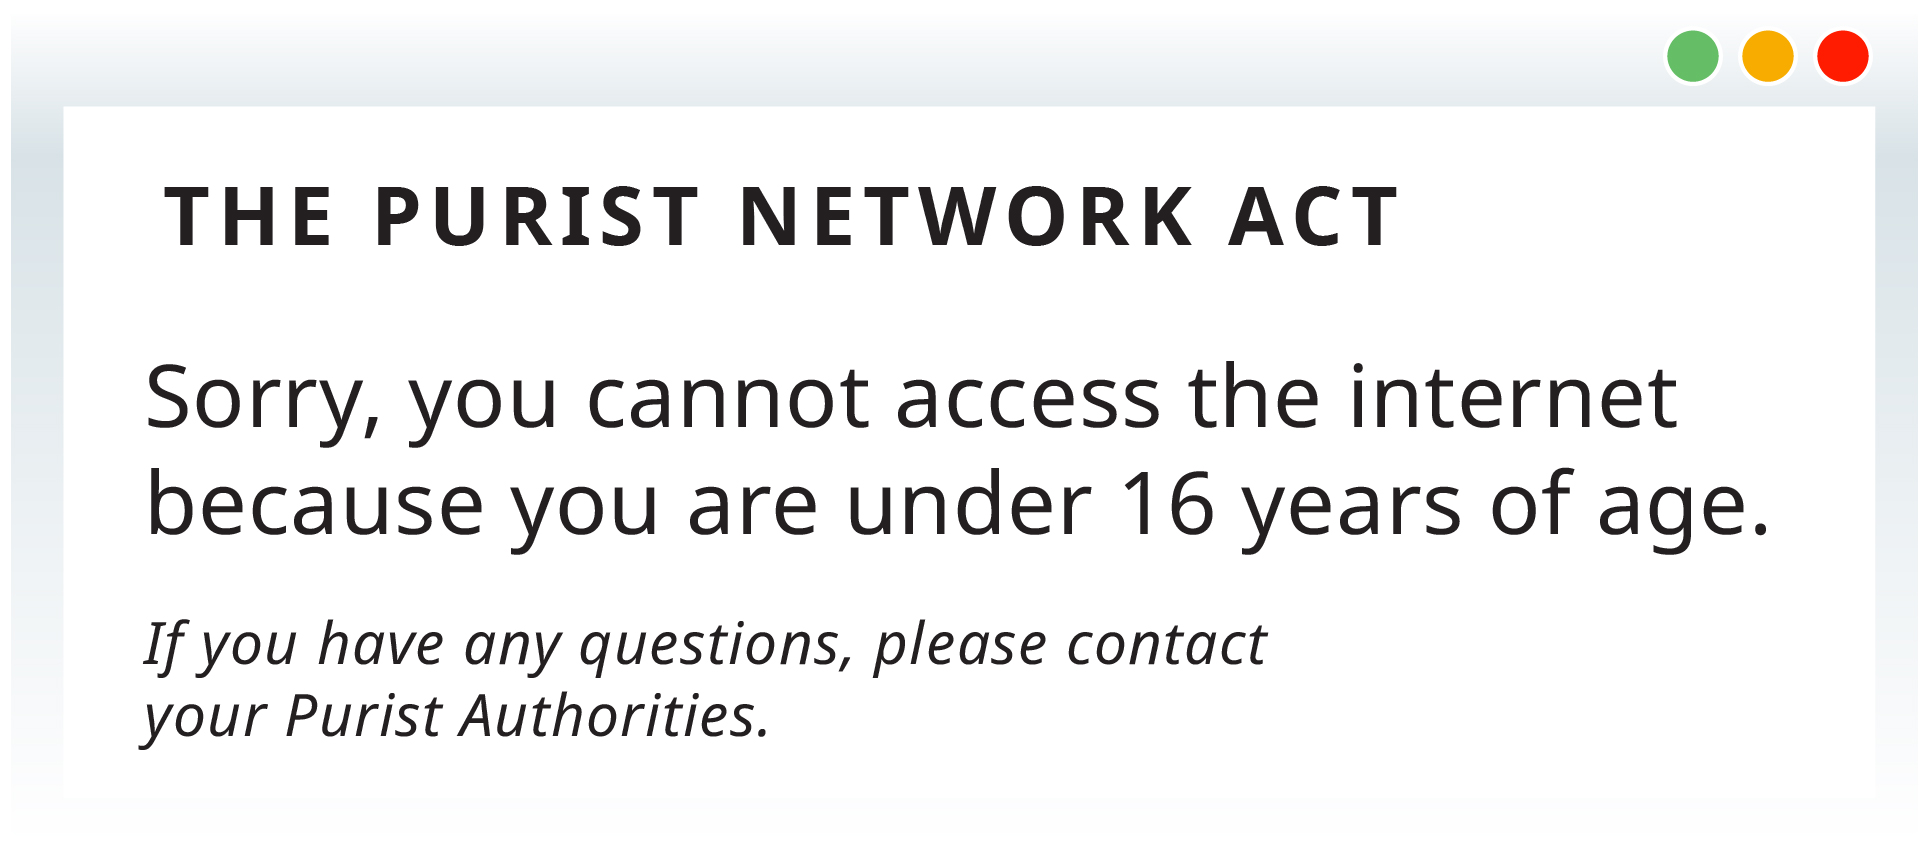 THE PURIST NETWORK ACT
Sorry, you cannot access the internet
because you are under 16 years of age.
If you have any questions, please contact
your Purist Authorities.